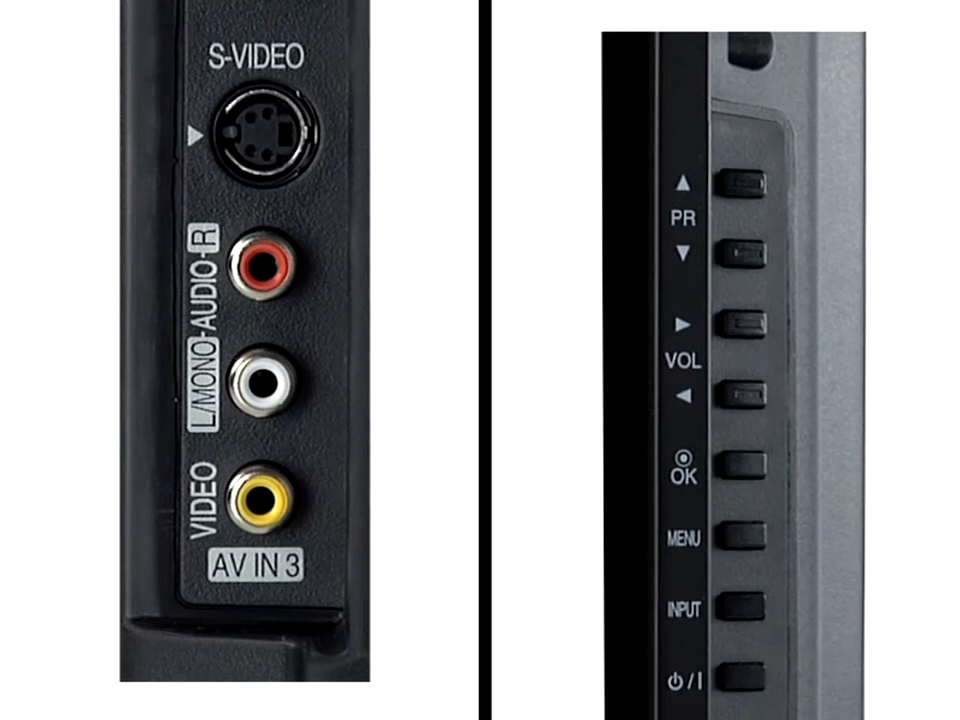 S-VIDEO
L/MONO-AUDIO-R
VIDEO
AV IN 3
PR
VOL
OK
MENU
INPUT
⏻/I